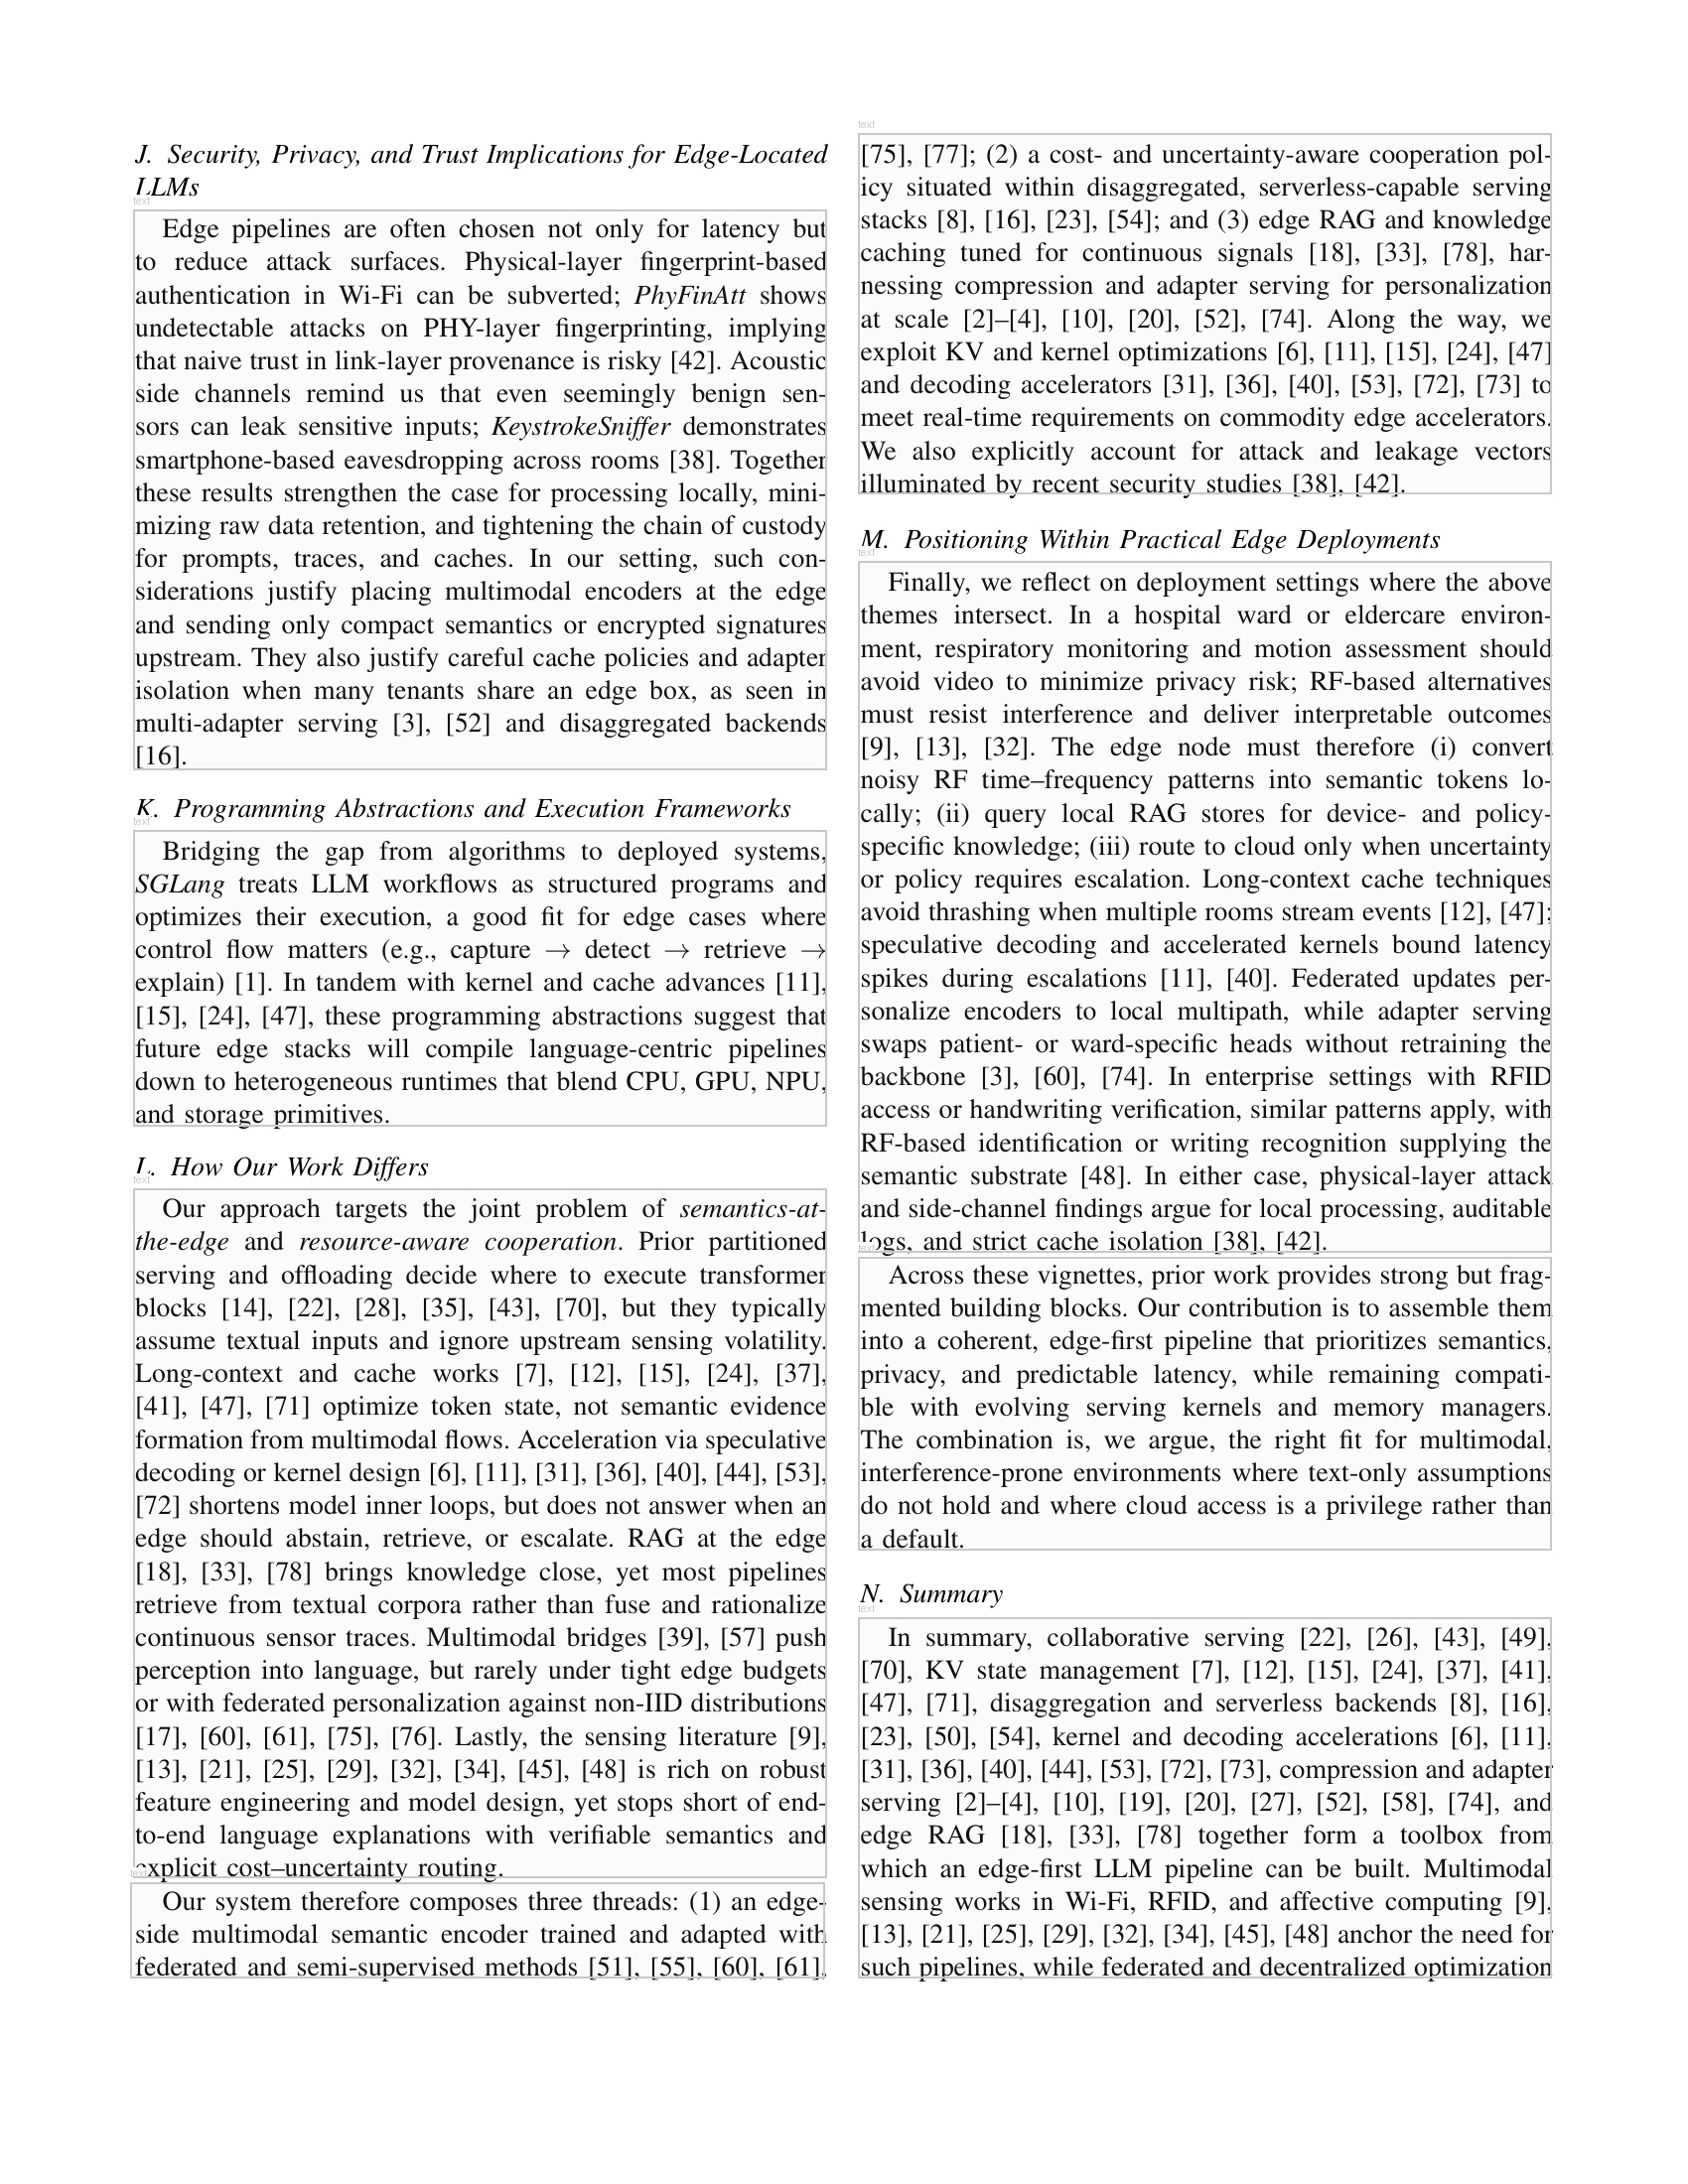 J. Security, Privacy, and Trust Implications for Edge-Located
LLMs
text
Edge pipelines are often chosen not only for latency but
to reduce attack surfaces. Physical-layer fingerprint-based
authentication in Wi-Fi can be subverted; PhyFinAtt shows
undetectable attacks on PHY-layer fingerprinting, implying
that naive trust in link-layer provenance is risky [42]. Acoustic
side channels remind us that even seemingly benign sen-
sors can leak sensitive inputs; KeystrokeSniffer demonstrates
smartphone-based eavesdropping across rooms [38]. Together
these results strengthen the case for processing locally, mini-
mizing raw data retention, and tightening the chain of custody
for prompts, traces, and caches. In our setting, such con-
siderations justify placing multimodal encoders at the edge
and sending only compact semantics or encrypted signatures
upstream. They also justify careful cache policies and adapter
isolation when many tenants share an edge box, as seen in
multi-adapter serving [3], [52] and disaggregated backends
[16].
K. Programming Abstractions and Execution Frameworks
text
Bridging the gap from algorithms to deployed systems,
SGLang treats LLM workflows as structured programs and
optimizes their execution, a good fit for edge cases where
control flow matters (e.g., capture → detect → retrieve →
explain) [1]. In tandem with kernel and cache advances [11],
[15], [24], [47], these programming abstractions suggest that
future edge stacks will compile language-centric pipelines
down to heterogeneous runtimes that blend CPU, GPU, NPU,
and storage primitives.
L. How Our Work Differs
text
Our approach targets the joint problem of semantics-at-
the-edge and resource-aware cooperation. Prior partitioned
serving and offloading decide where to execute transformer
blocks [14], [22], [28], [35], [43], [70], but they typically
assume textual inputs and ignore upstream sensing volatility.
Long-context and cache works [7], [12], [15], [24], [37],
[41], [47], [71] optimize token state, not semantic evidence
formation from multimodal flows. Acceleration via speculative
decoding or kernel design [6], [11], [31], [36], [40], [44], [53],
[72] shortens model inner loops, but does not answer when an
edge should abstain, retrieve, or escalate. RAG at the edge
[18], [33], [78] brings knowledge close, yet most pipelines
retrieve from textual corpora rather than fuse and rationalize
continuous sensor traces. Multimodal bridges [39], [57] push
perception into language, but rarely under tight edge budgets
or with federated personalization against non-IID distributions
[17], [60], [61], [75], [76]. Lastly, the sensing literature [9],
[13], [21], [25], [29], [32], [34], [45], [48] is rich on robust
feature engineering and model design, yet stops short of end-
to-end language explanations with verifiable semantics and
explicit cost–uncertainty routing.
text
Our system therefore composes three threads: (1) an edge-
side multimodal semantic encoder trained and adapted with
federated and semi-supervised methods [51], [55], [60], [61],
text
[75], [77]; (2) a cost- and uncertainty-aware cooperation pol-
icy situated within disaggregated, serverless-capable serving
stacks [8], [16], [23], [54]; and (3) edge RAG and knowledge
caching tuned for continuous signals [18], [33], [78], har-
nessing compression and adapter serving for personalization
at scale [2]–[4], [10], [20], [52], [74]. Along the way, we
exploit KV and kernel optimizations [6], [11], [15], [24], [47]
and decoding accelerators [31], [36], [40], [53], [72], [73] to
meet real-time requirements on commodity edge accelerators.
We also explicitly account for attack and leakage vectors
illuminated by recent security studies [38], [42].
M. Positioning Within Practical Edge Deployments
text
Finally, we reflect on deployment settings where the above
themes intersect. In a hospital ward or eldercare environ-
ment, respiratory monitoring and motion assessment should
avoid video to minimize privacy risk; RF-based alternatives
must resist interference and deliver interpretable outcomes
[9], [13], [32]. The edge node must therefore (i) convert
noisy RF time–frequency patterns into semantic tokens lo-
cally; (ii) query local RAG stores for device- and policy-
specific knowledge; (iii) route to cloud only when uncertainty
or policy requires escalation. Long-context cache techniques
avoid thrashing when multiple rooms stream events [12], [47];
speculative decoding and accelerated kernels bound latency
spikes during escalations [11], [40]. Federated updates per-
sonalize encoders to local multipath, while adapter serving
swaps patient- or ward-specific heads without retraining the
backbone [3], [60], [74]. In enterprise settings with RFID
access or handwriting verification, similar patterns apply, with
RF-based identification or writing recognition supplying the
semantic substrate [48]. In either case, physical-layer attack
and side-channel findings argue for local processing, auditable
logs, and strict cache isolation [38], [42].
text
Across these vignettes, prior work provides strong but frag-
mented building blocks. Our contribution is to assemble them
into a coherent, edge-first pipeline that prioritizes semantics,
privacy, and predictable latency, while remaining compati-
ble with evolving serving kernels and memory managers.
The combination is, we argue, the right fit for multimodal,
interference-prone environments where text-only assumptions
do not hold and where cloud access is a privilege rather than
a default.
N. Summary
text
In summary, collaborative serving [22], [26], [43], [49],
[70], KV state management [7], [12], [15], [24], [37], [41],
[47], [71], disaggregation and serverless backends [8], [16],
[23], [50], [54], kernel and decoding accelerations [6], [11],
[31], [36], [40], [44], [53], [72], [73], compression and adapter
serving [2]–[4], [10], [19], [20], [27], [52], [58], [74], and
edge RAG [18], [33], [78] together form a toolbox from
which an edge-first LLM pipeline can be built. Multimodal
sensing works in Wi-Fi, RFID, and affective computing [9],
[13], [21], [25], [29], [32], [34], [45], [48] anchor the need for
such pipelines, while federated and decentralized optimization